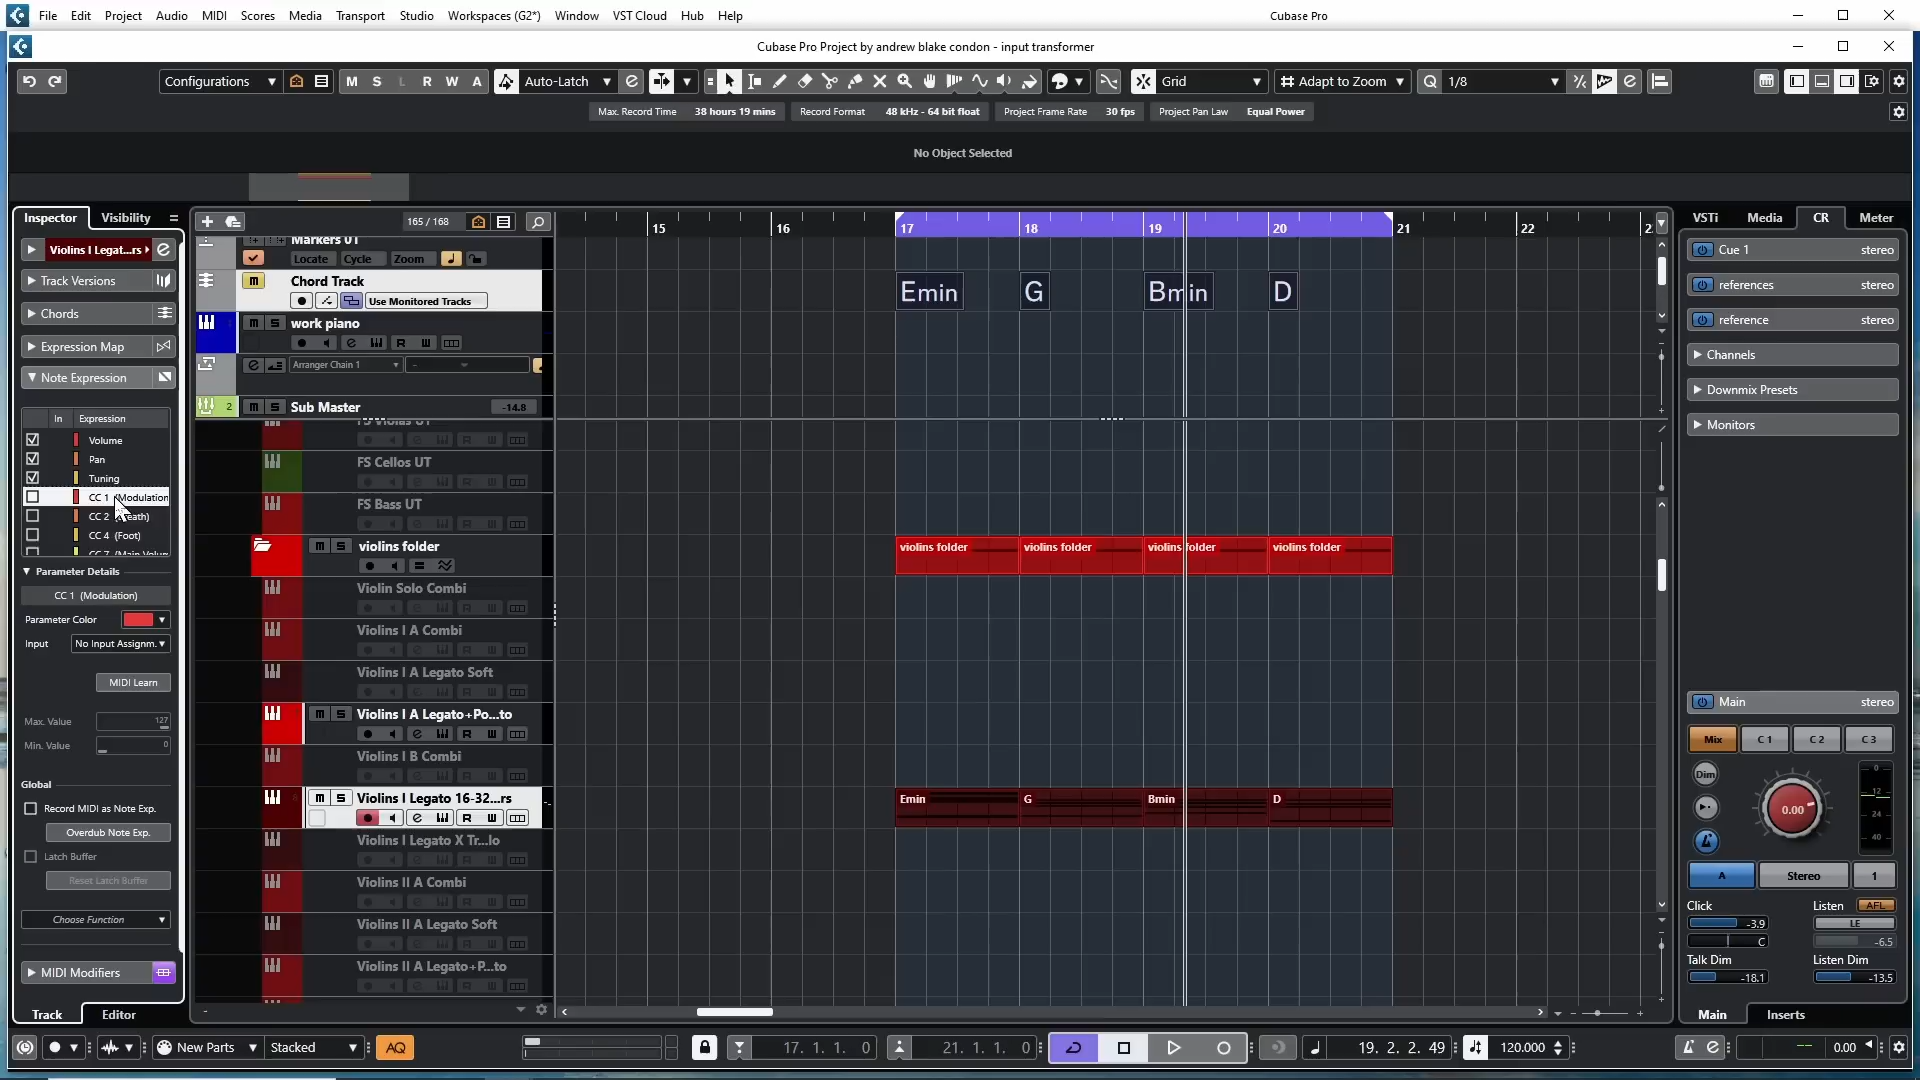 File Edit Project Audio MIDI Scores Media Transport Studio Workspaces (G2*) Window VST Cloud Hub Help Cubase Pro
Cubase Pro Project by andrew blake condon - input transformer
Configurations M S L R W A Auto-Latch Grid Adapt to Zoom Q 1/8
Max. Record Time 38 hours 19 mins Record Format 48 kHz - 64 bit float Project Frame Rate 30 fps Project Pan Law Equal Power
No Object Selected
Inspector Visibility
Violins I Legat...rs
Track Versions
Chords
Expression Map
Note Expression
In Expression
Volume
Pan
Tuning
CC 1 (Modulation
CC 2
CC 4 (Foot)
CC 7 (Main Volum
Parameter Details
CC 1 (Modulation)
Parameter Color
Input No Input Assignm.
MIDI Learn
Max. Value 127
Min. Value 0
Global
Record MIDI as Note Exp.
Overdub Note Exp.
Latch Buffer
Reset Latch Buffer
Choose Function
MIDI Modifiers
Track Editor
165 / 168
Markers UT
Locate Cycle Zoom
m Chord Track
Use Monitored Tracks
m S work piano
R
Arranger Chain 1
2 m S Sub Master -14.8
FS Violas UT
FS Cellos UT
FS Bass UT
m S violins folder
Violin Solo Combi
Violins I A Combi
Violins I A Legato Soft
m S Violins I A Legato+Po...to
Violins I B Combi
m S Violins I Legato 16-32...rs
Violins I Legato X Tr...lo
Violins II A Combi
Violins II A Legato Soft
Violins II A Legato+P...to
15 16 17 18 19 20 21 22 2
Emin G Bmin D
violins folder violins folder violins folder violins folder
Emin G Bmin D
VSTi Media CR Meter
Cue 1 stereo
references stereo
reference stereo
Channels
Downmix Presets
Monitors
Main stereo
Mix C 1 C 2 C 3
Dim
0.00
0
12
24
40
A Stereo 1
Click Listen AFL
-3.9 LE
C -6.5
Talk Dim Listen Dim
-18.1 -13.5
Main Inserts
New Parts Stacked AQ 17. 1. 1. 0 21. 1. 1. 0 19. 2. 2. 49 120.000 0.00